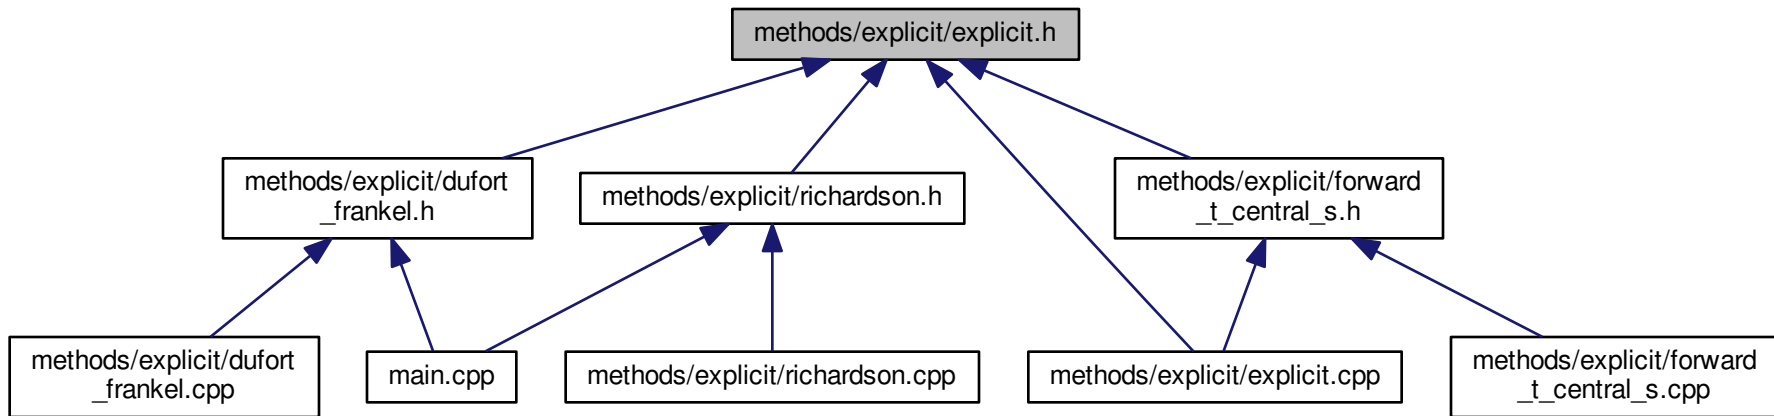 methods/explicit/explicit.h
methods/explicit/dufort
_frankel.h
methods/explicit/richardson.h
methods/explicit/forward
_t_central_s.h
methods/explicit/dufort
_frankel.cpp
main.cpp
methods/explicit/richardson.cpp
methods/explicit/explicit.cpp
methods/explicit/forward
_t_central_s.cpp